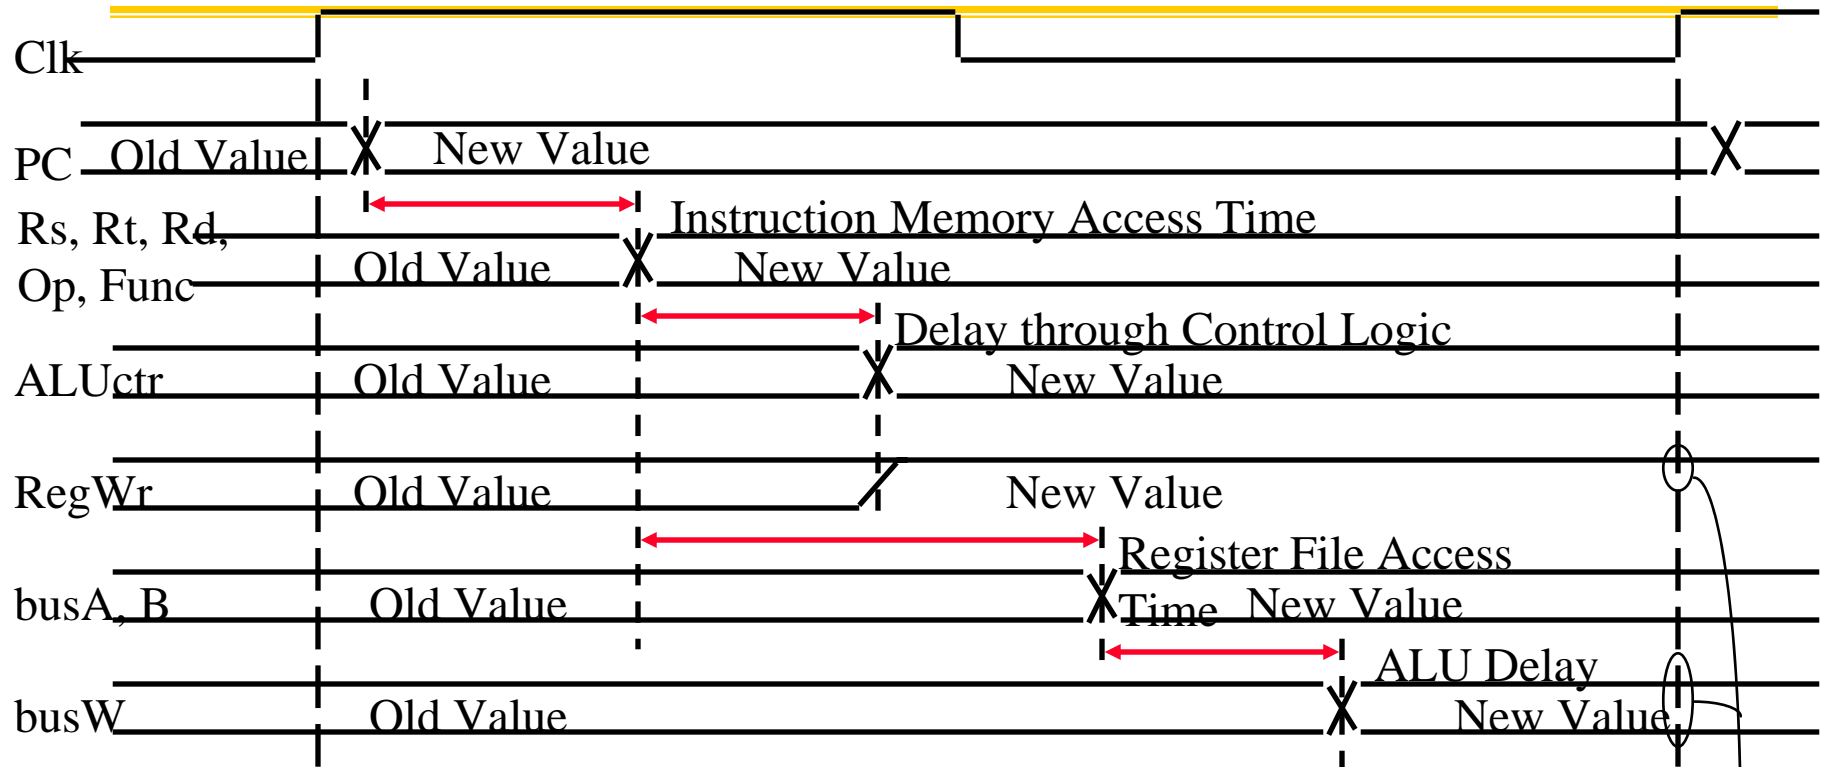 Clk
PC Old Value New Value
Rs, Rt, Rd, Instruction Memory Access Time
Op, Func Old Value New Value
Delay through Control Logic
ALUctr Old Value New Value
RegWr Old Value New Value
Register File Access
busA, B Old Value Time New Value
ALU Delay
busW Old Value New Value